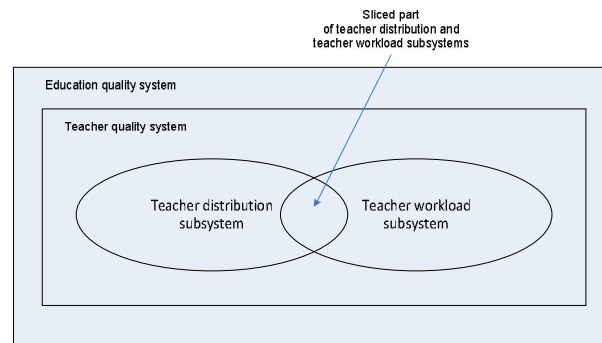 Sliced part
of teacher distribution and
teacher workload subsystems
Education quality system
Teacher quality system
Teacher distribution
subsystem
Teacher workload
subsystem